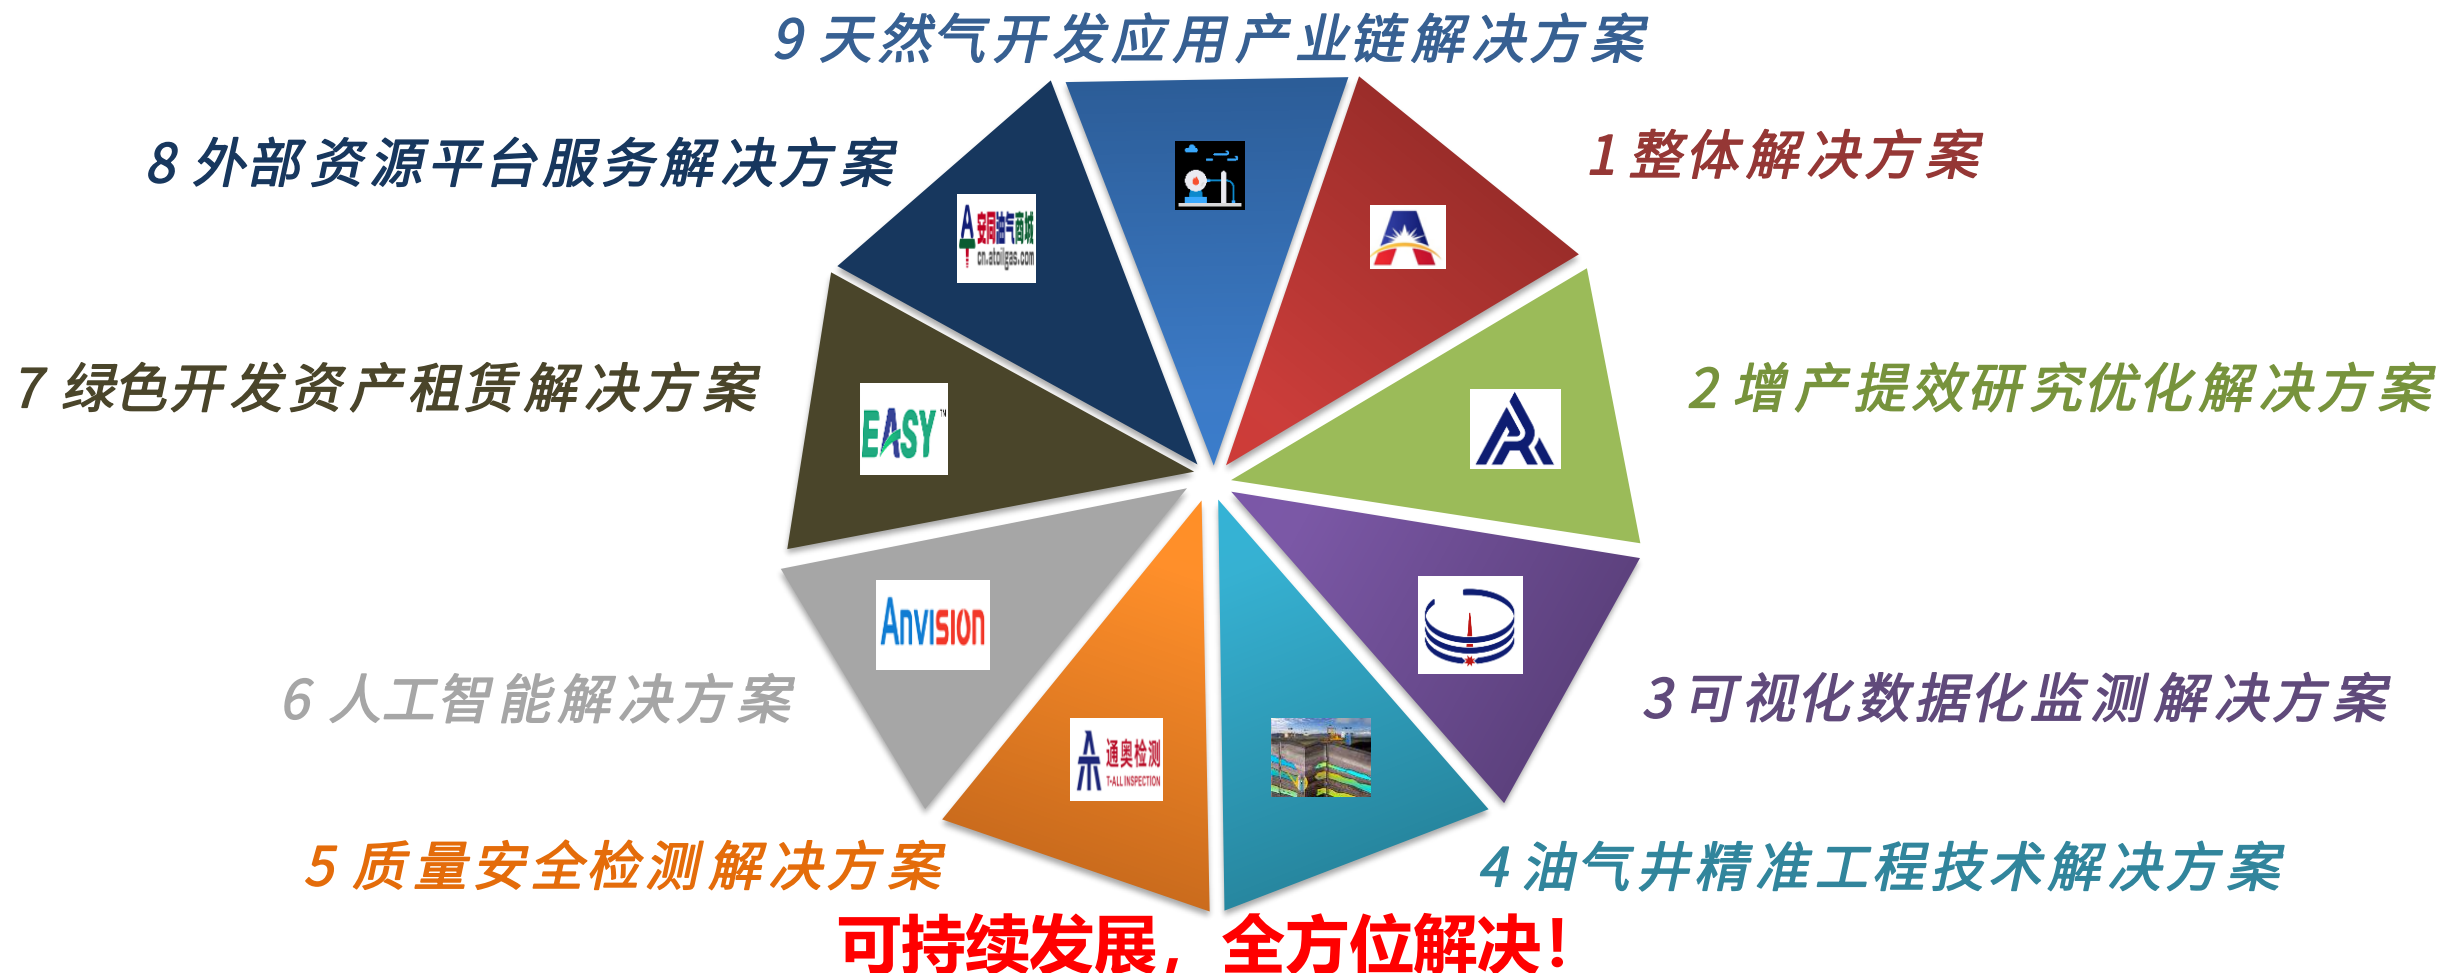 9 天然气开发应用产业链解决方案
8 外部资源平台服务解决方案
1 整体解决方案
安同油气商城
cn.atoilgas.com
7 绿色开发资产租赁解决方案
2 增产提效研究优化解决方案
EASY™
Anvision
6 人工智能解决方案
3 可视化数据化监测解决方案
通奥检测
T-ALL INSPECTION
5 质量安全检测解决方案
4 油气井精准工程技术解决方案
可持续发展，全方位解决！